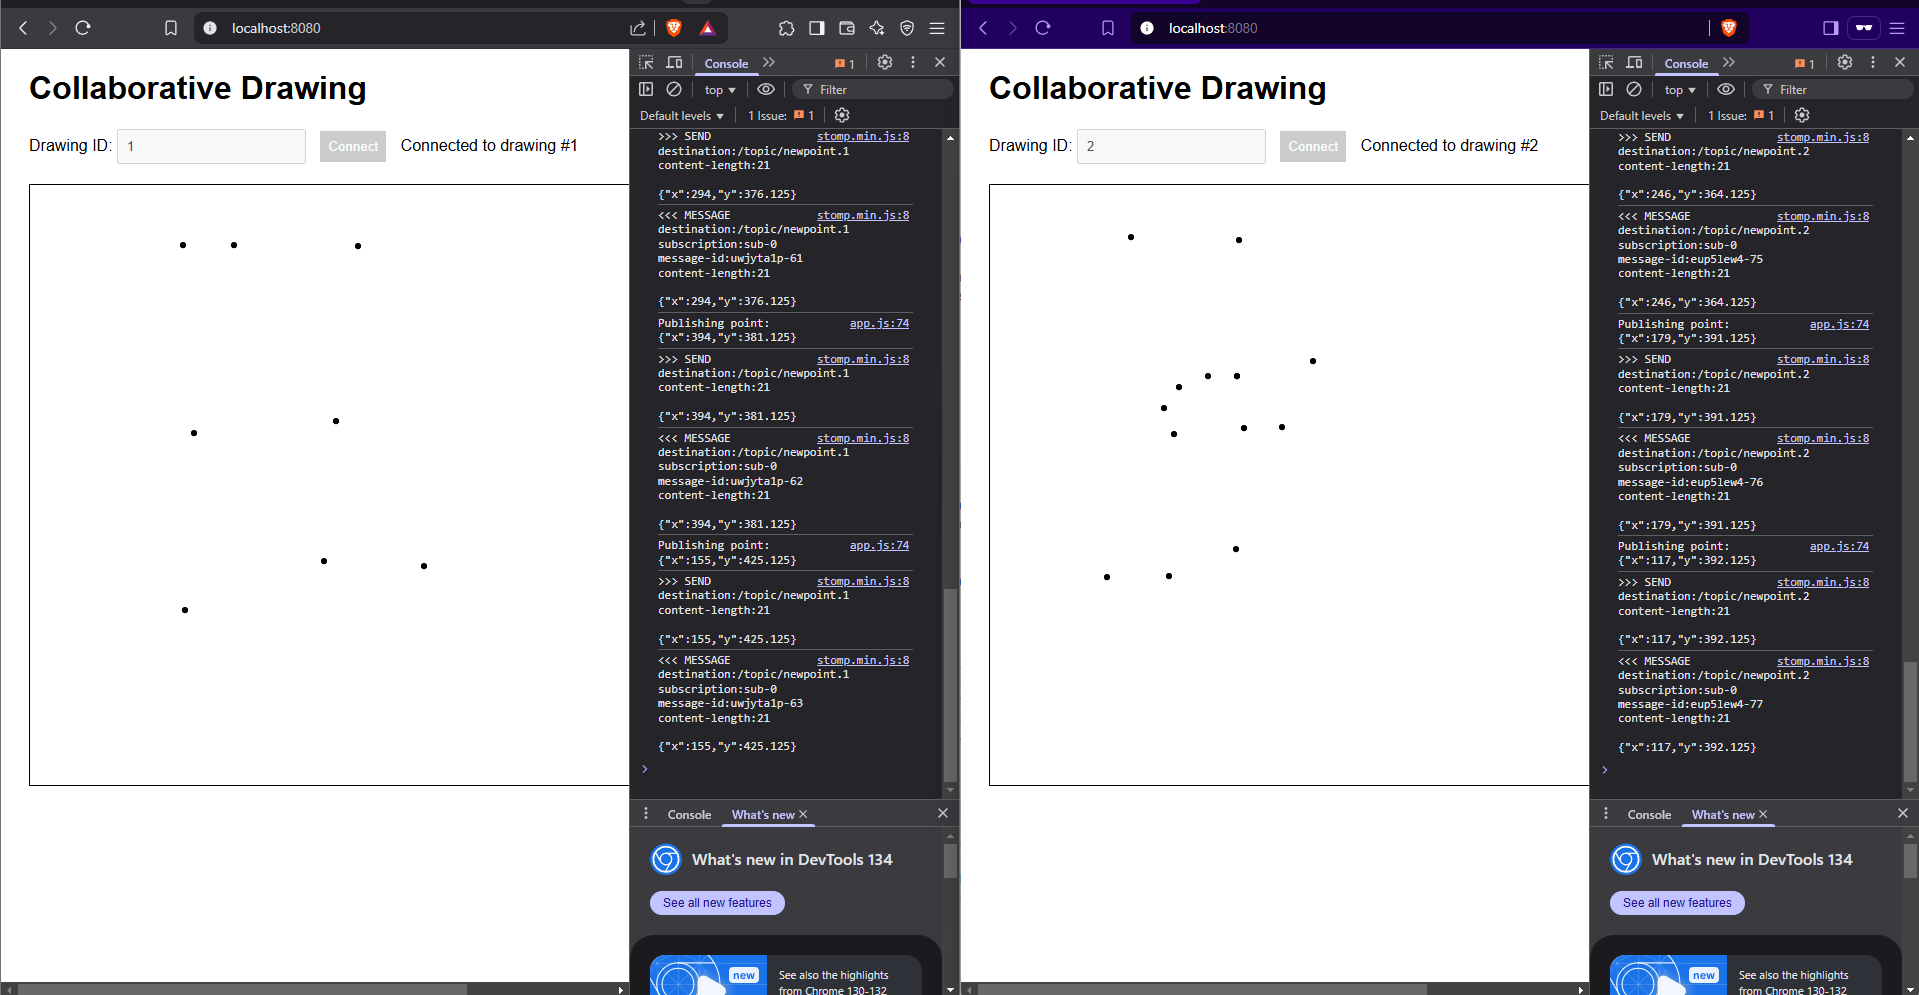 localhost:8080
Collaborative Drawing
Drawing ID: 1 Connect Connected to drawing #1
Console 1
top Filter
Default levels 1 Issue: 1
>>> SEND stomp.min.js:8
destination:/topic/newpoint.1
content-length:21
{"x":294,"y":376.125}
<<< MESSAGE stomp.min.js:8
destination:/topic/newpoint.1
subscription:sub-0
message-id:uwjyta1p-61
content-length:21
{"x":294,"y":376.125}
Publishing point: app.js:74
{"x":394,"y":381.125}
>>> SEND stomp.min.js:8
destination:/topic/newpoint.1
content-length:21
{"x":394,"y":381.125}
<<< MESSAGE stomp.min.js:8
destination:/topic/newpoint.1
subscription:sub-0
message-id:uwjyta1p-62
content-length:21
{"x":394,"y":381.125}
Publishing point: app.js:74
{"x":155,"y":425.125}
>>> SEND stomp.min.js:8
destination:/topic/newpoint.1
content-length:21
{"x":155,"y":425.125}
<<< MESSAGE stomp.min.js:8
destination:/topic/newpoint.1
subscription:sub-0
message-id:uwjyta1p-63
content-length:21
{"x":155,"y":425.125}
Console What's new
What's new in DevTools 134
See all new features
new
See also the highlights
from Chrome 130-132
localhost:8080
Collaborative Drawing
Drawing ID: 2 Connect Connected to drawing #2
Console 1
top Filter
Default levels 1 Issue: 1
>>> SEND stomp.min.js:8
destination:/topic/newpoint.2
content-length:21
{"x":246,"y":364.125}
<<< MESSAGE stomp.min.js:8
destination:/topic/newpoint.2
subscription:sub-0
message-id:eup5lew4-75
content-length:21
{"x":246,"y":364.125}
Publishing point: app.js:74
{"x":179,"y":391.125}
>>> SEND stomp.min.js:8
destination:/topic/newpoint.2
content-length:21
{"x":179,"y":391.125}
<<< MESSAGE stomp.min.js:8
destination:/topic/newpoint.2
subscription:sub-0
message-id:eup5lew4-76
content-length:21
{"x":179,"y":391.125}
Publishing point: app.js:74
{"x":117,"y":392.125}
>>> SEND stomp.min.js:8
destination:/topic/newpoint.2
content-length:21
{"x":117,"y":392.125}
<<< MESSAGE stomp.min.js:8
destination:/topic/newpoint.2
subscription:sub-0
message-id:eup5lew4-77
content-length:21
{"x":117,"y":392.125}
Console What's new
What's new in DevTools 134
See all new features
new
See also the highlights
from Chrome 130-132